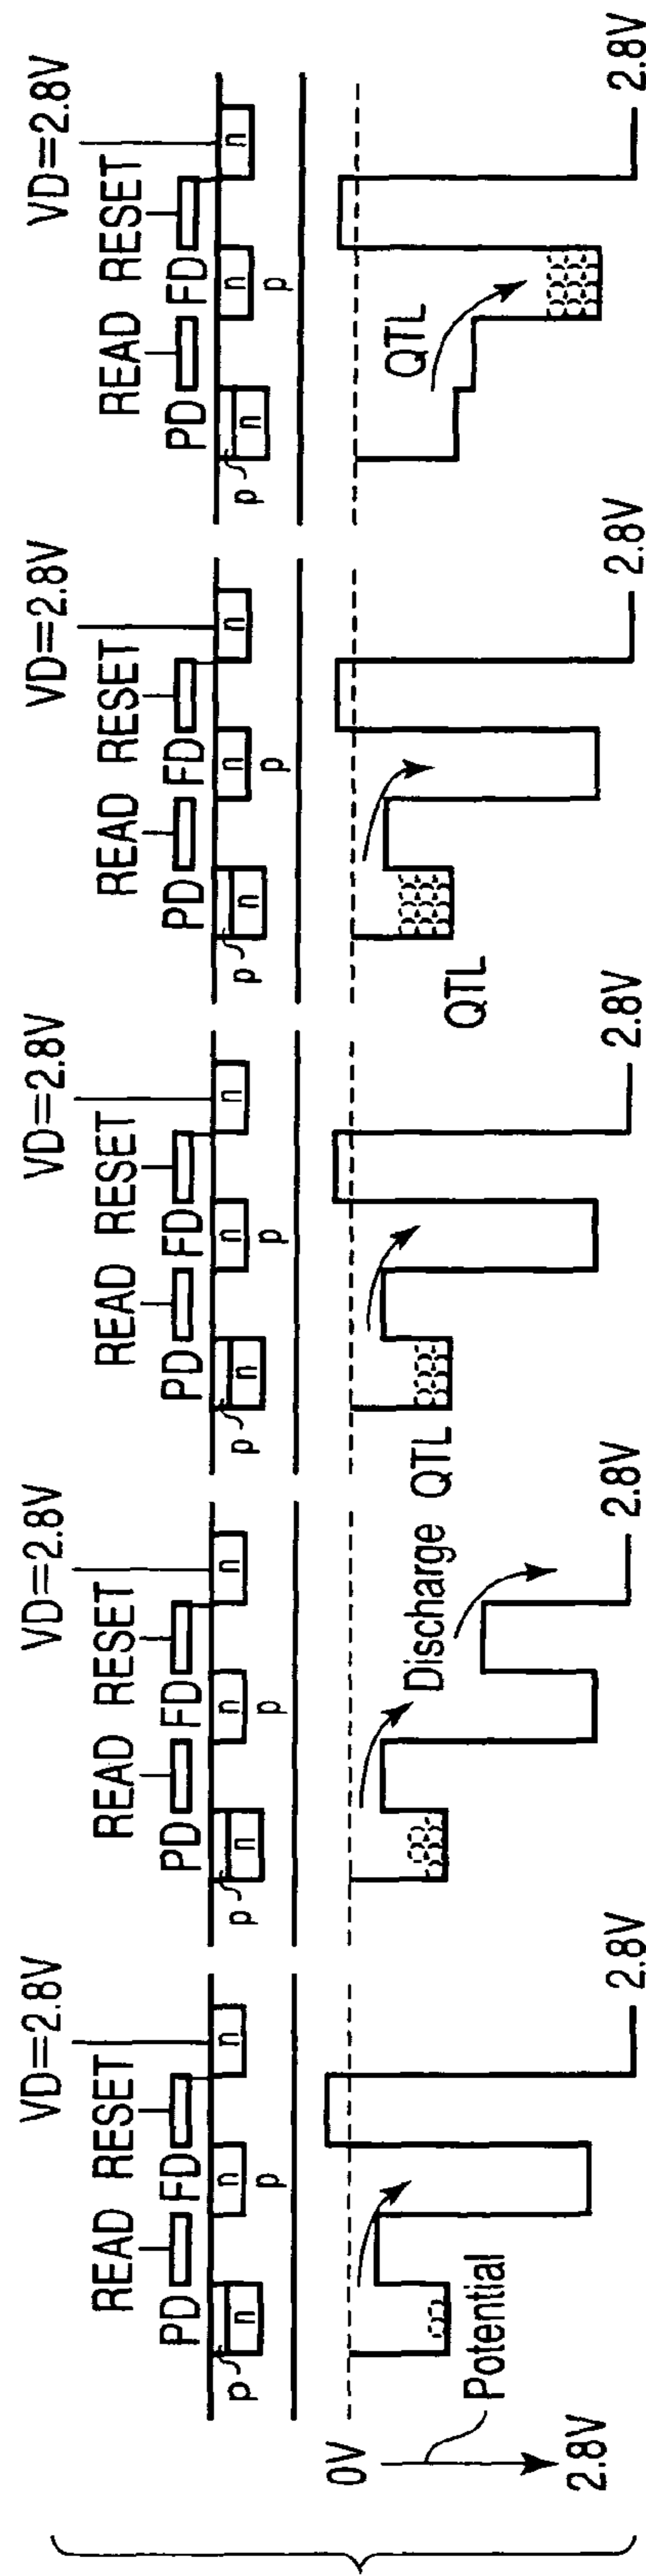 VD=2.8V
READ RESET
PD FD
n n n
p p
0V
Potential
2.8V
2.8V
VD=2.8V
READ RESET
PD FD
n n n
p p
Discharge
2.8V
VD=2.8V
READ RESET
PD FD
n n n
p p
QTL
2.8V
VD=2.8V
READ RESET
PD FD
n n n
p p
QTL
2.8V
VD=2.8V
READ RESET
PD FD
n n n
p p
QTL
2.8V